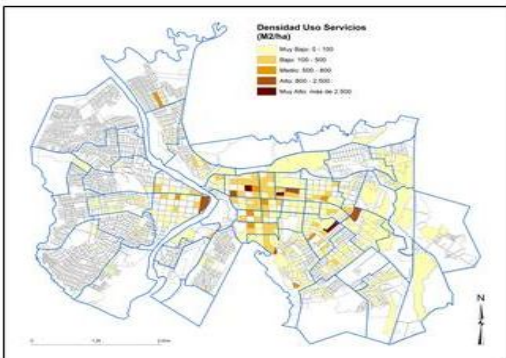 Densidad Uso Servicios
(M2/ha)
Muy Bajo: 0 - 100
Bajo: 100 - 500
Medio: 500 - 800
Alto: 800 - 2.500
Muy Alto: más de 2.500
N
0